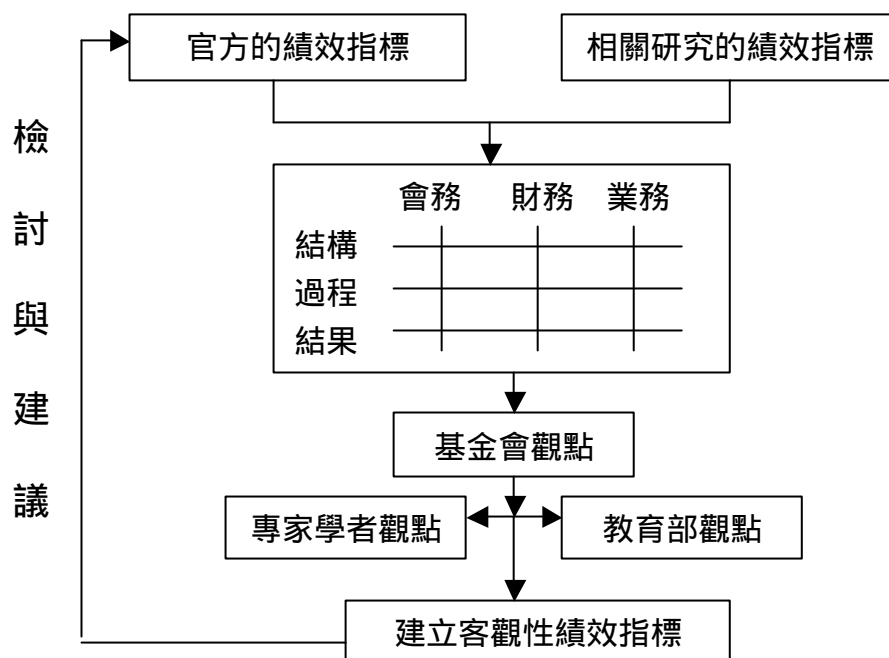 官方的績效指標
相關研究的績效指標
檢討與建議
會務 財務 業務
結構
過程
結果
基金會觀點
專家學者觀點
教育部觀點
建立客觀性績效指標